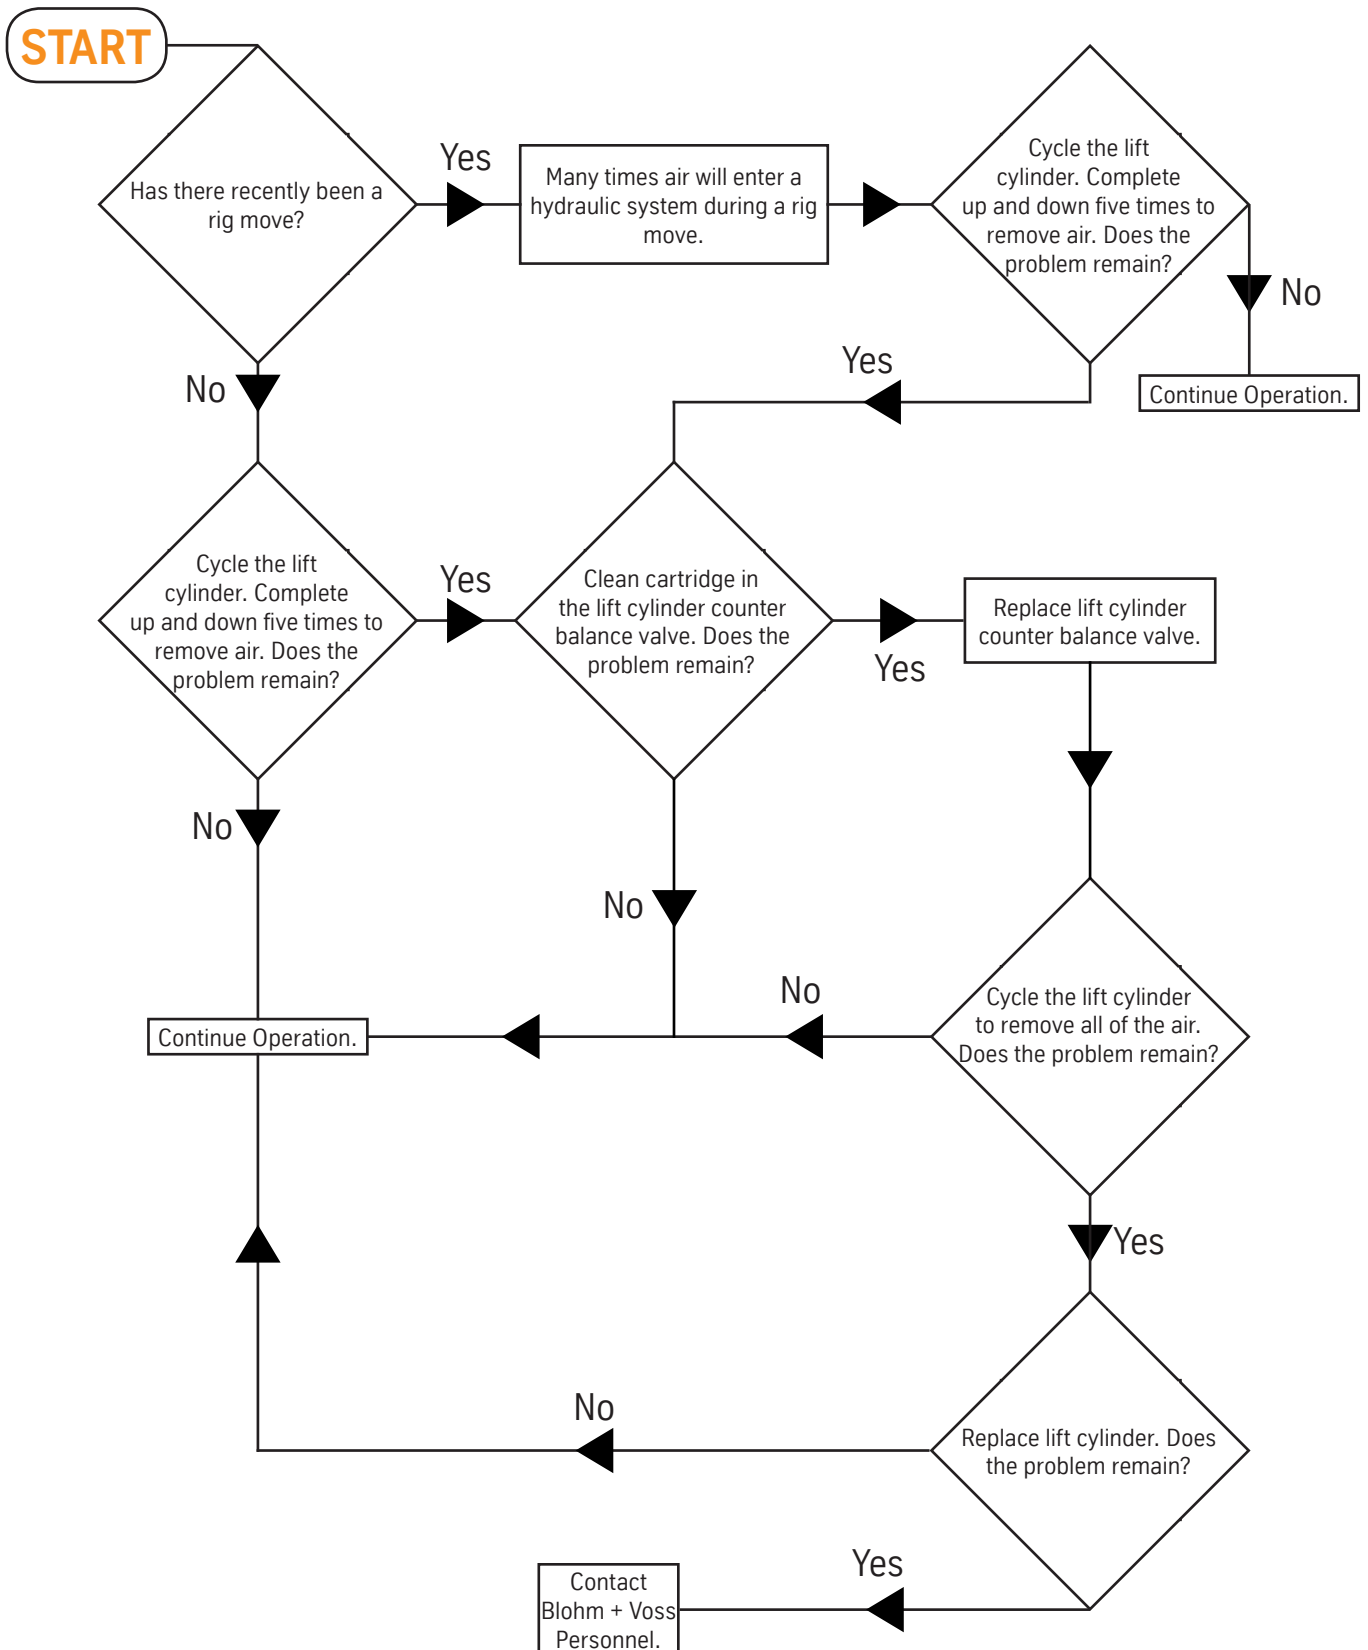 START
Has there recently been a
rig move?
Yes
Many times air will enter a
hydraulic system during a rig
move.
Cycle the lift
cylinder. Complete
up and down five times to
remove air. Does the
problem remain?
No
Continue Operation.
Yes
No
Cycle the lift
cylinder. Complete
up and down five times to
remove air. Does the
problem remain?
Yes
Clean cartridge in
the lift cylinder counter
balance valve. Does the
problem remain?
Yes
Replace lift cylinder
counter balance valve.
No
No
No
Cycle the lift cylinder
to remove all of the air.
Does the problem remain?
Continue Operation.
Yes
No
Replace lift cylinder. Does
the problem remain?
Yes
Contact
Blohm + Voss
Personnel.